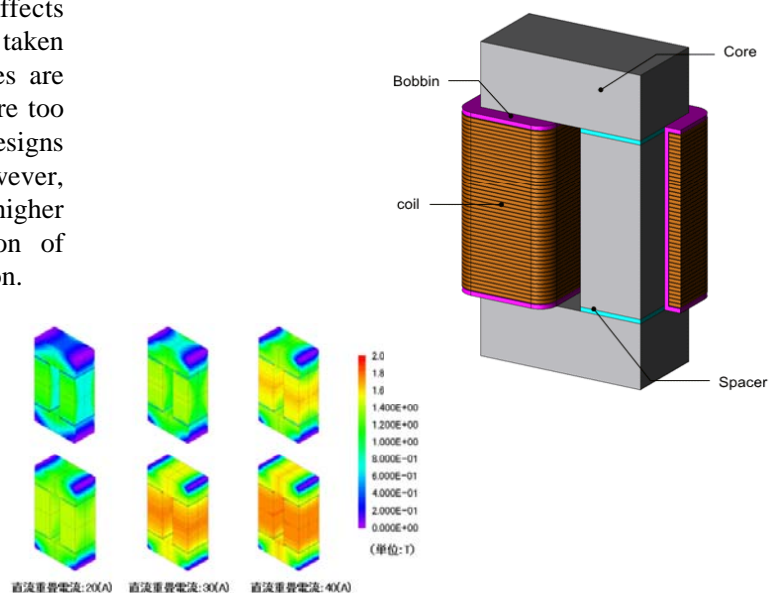 ffects
taken
es are
re too
esigns
wever,
higher
on of
on.
Core
Bobbin
coil
Spacer
2.0
1.8
1.6
1.400E+00
1.200E+00
1.000E+00
8.000E-01
6.000E-01
4.000E-01
2.000E-01
0.000E+00
(単位:T)
直流重畳電流:20(A) 直流重畳電流:30(A) 直流重畳電流:40(A)